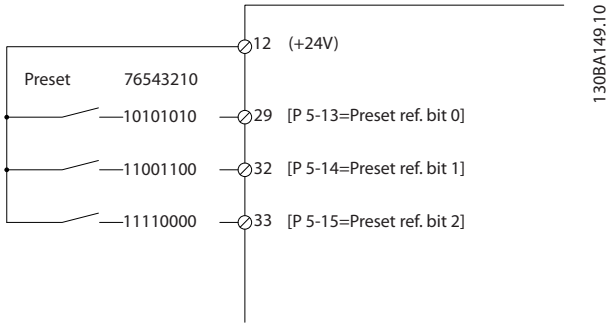 12 (+24V)
Preset 76543210
10101010 29 [P 5-13=Preset ref. bit 0]
11001100 32 [P 5-14=Preset ref. bit 1]
11110000 33 [P 5-15=Preset ref. bit 2]
130BA149.10